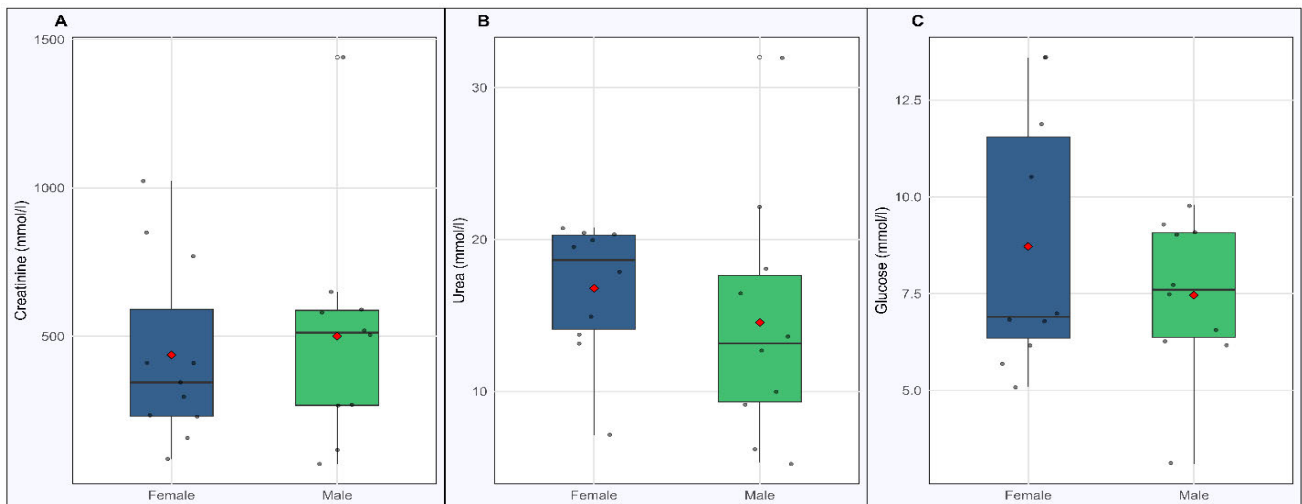 A
Creatinine (mmol/l)
1500
1000
500
Female Male
B
Urea (mmol/l)
30
20
10
Female Male
C
Glucose (mmol/l)
12.5
10.0
7.5
5.0
Female Male